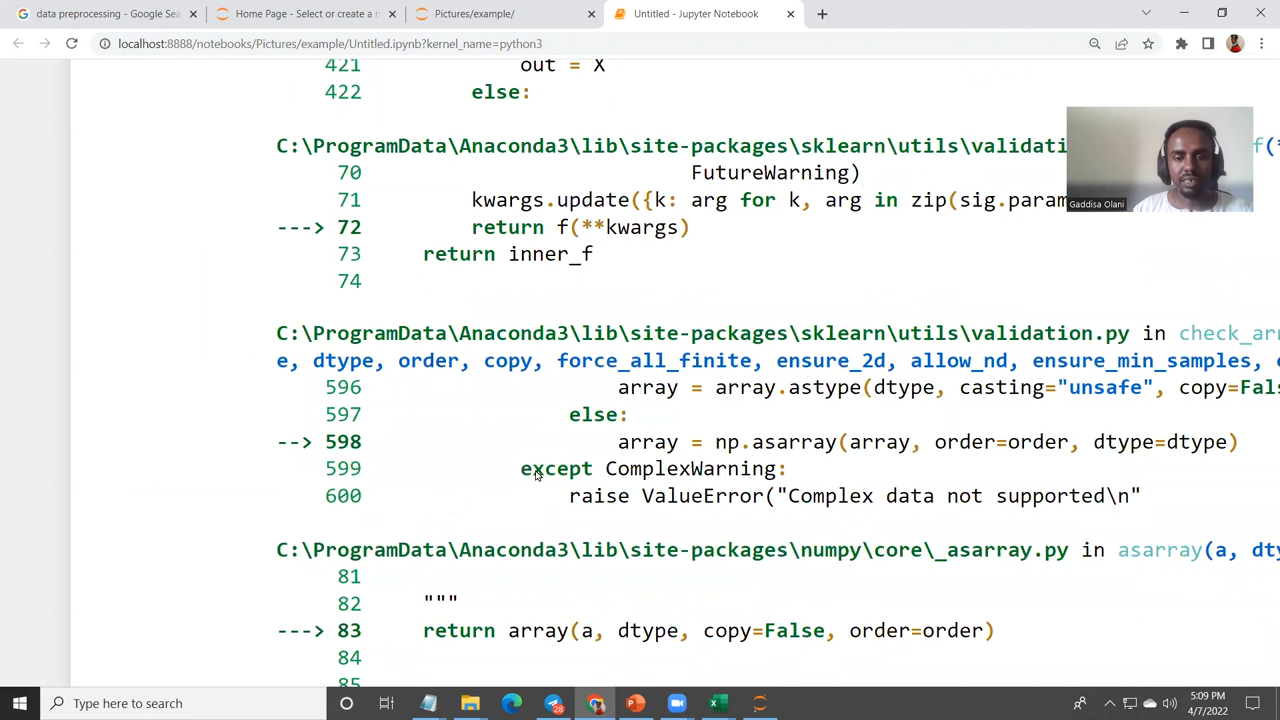 data preprocessing - Google Sea
Home Page - Select or create a n
Pictures/example/
Untitled - Jupyter Notebook
localhost:8888/notebooks/Pictures/example/Untitled.ipynb?kernel_name=python3
421 out = X
422 else:
C:\ProgramData\Anaconda3\lib\site-packages\sklearn\utils\validati
f(*
70 FutureWarning)
71 kwargs.update({k: arg for k, arg in zip(sig.param
---> 72 return f(**kwargs)
73 return inner_f
74
Gaddisa Olani
C:\ProgramData\Anaconda3\lib\site-packages\sklearn\utils\validation.py in check_arr
e, dtype, order, copy, force_all_finite, ensure_2d, allow_nd, ensure_min_samples, e
596 array = array.astype(dtype, casting="unsafe", copy=Fals
597 else:
--> 598 array = np.asarray(array, order=order, dtype=dtype)
599 except ComplexWarning:
600 raise ValueError("Complex data not supported\n"
C:\ProgramData\Anaconda3\lib\site-packages\numpy\core\_asarray.py in asarray(a, dty
81
82 """
---> 83 return array(a, dtype, copy=False, order=order)
84
85
Type here to search
28
5:09 PM
4/7/2022